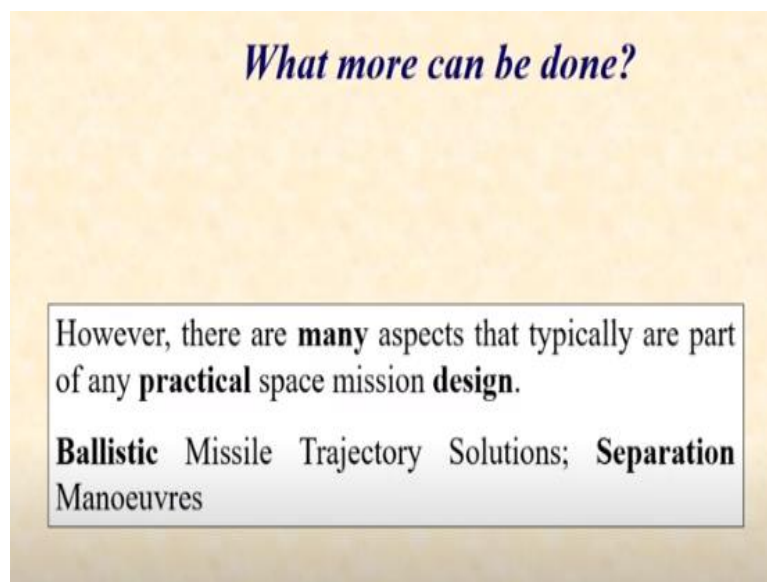 What more can be done?
However, there are many aspects that typically are part
of any practical space mission design.
Ballistic Missile Trajectory Solutions; Separation
Manoeuvres